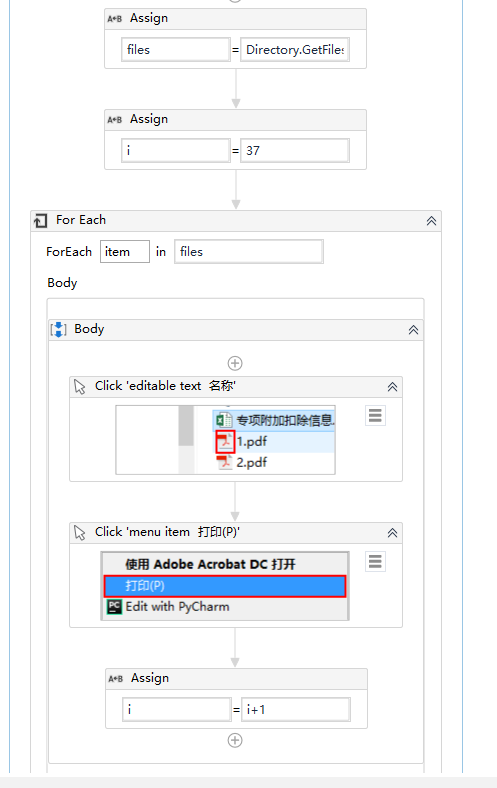 A*B Assign
files = Directory.GetFiles
A*B Assign
i = 37
For Each
ForEach item in files
Body
Body
Click 'editable text 名称'
专项附加扣除信息.
1.pdf
2.pdf
Click 'menu item 打印(P)'
使用 Adobe Acrobat DC 打开
打印(P)
PC Edit with PyCharm
A*B Assign
i = i+1